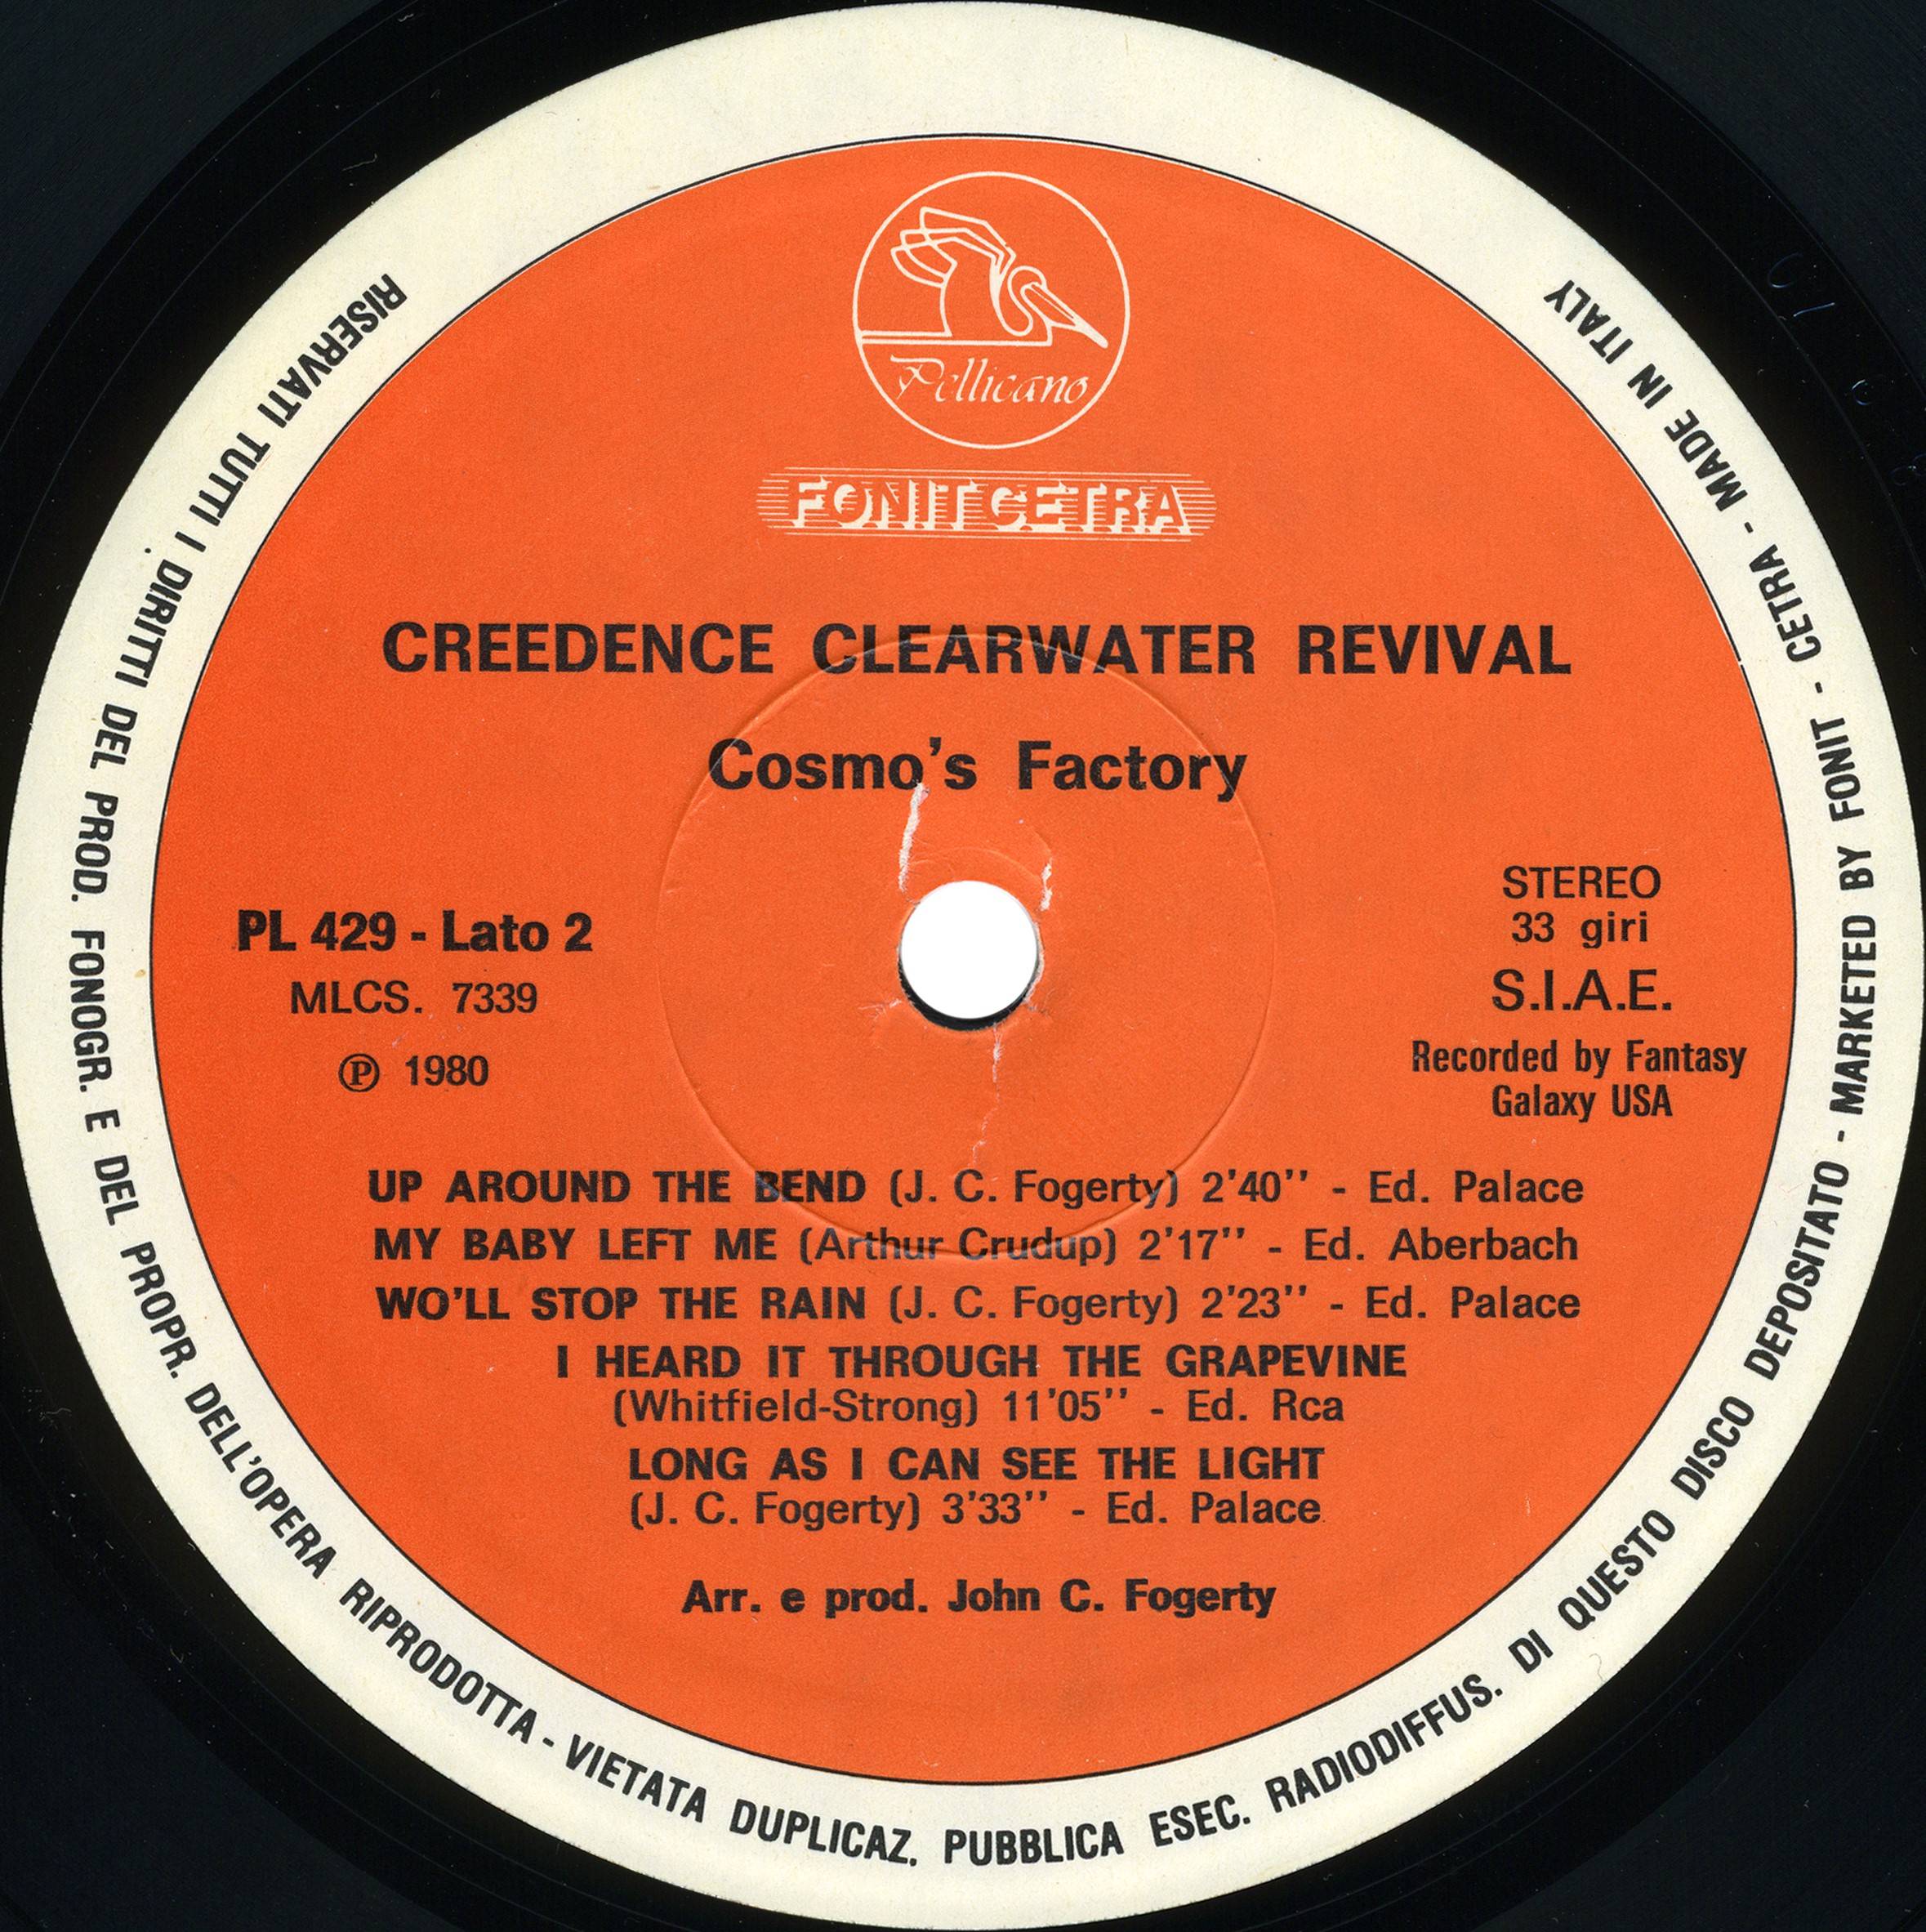 Pellicano
FONIT CETRA
CREEDENCE CLEARWATER REVIVAL
Cosmo's Factory
PL 429 - Lato 2
MLCS. 7339
Ⓟ 1980
STEREO
33 giri
S.I.A.E.
Recorded by Fantasy
Galaxy USA
UP AROUND THE BEND (J. C. Fogerty) 2'40'' - Ed. Palace
MY BABY LEFT ME (Arthur Crudup) 2'17'' - Ed. Aberbach
WO'LL STOP THE RAIN (J. C. Fogerty) 2'23'' - Ed. Palace
I HEARD IT THROUGH THE GRAPEVINE
(Whitfield-Strong) 11'05'' - Ed. Rca
LONG AS I CAN SEE THE LIGHT
(J. C. Fogerty) 3'33'' - Ed. Palace
Arr. e prod. John C. Fogerty
RISERVATI TUTTI I DIRITTI DEL PROD. FONOGR. E DEL PROPR. DELL'OPERA RIPRODOTTA - VIETATA DUPLICAZ. PUBBLICA ESEC. RADIODIFFUS. DI QUESTO DISCO DEPOSITATO - MARKETED BY FONIT - CETRA - MADE IN ITALY